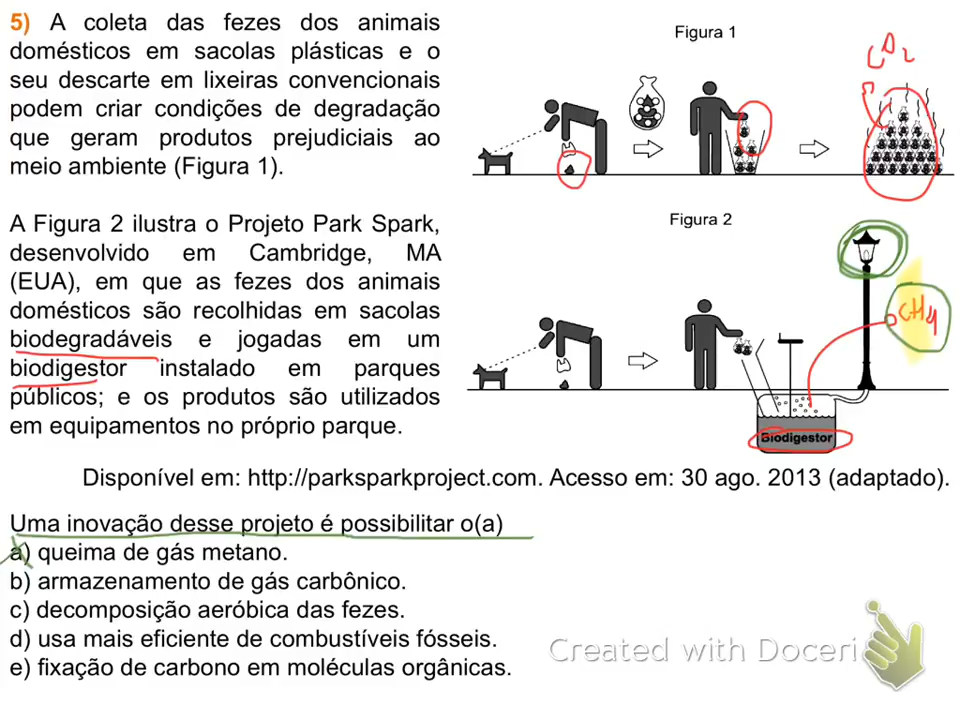 5) A coleta das fezes dos animais
domésticos em sacolas plásticas e o
seu descarte em lixeiras convencionais
podem criar condições de degradação
que geram produtos prejudiciais ao
meio ambiente (Figura 1).
Figura 1
CO2
A Figura 2 ilustra o Projeto Park Spark,
desenvolvido em Cambridge, MA
(EUA), em que as fezes dos animais
domésticos são recolhidas em sacolas
biodegradáveis e jogadas em um
biodigestor instalado em parques
públicos; e os produtos são utilizados
em equipamentos no próprio parque.
Figura 2
CH4
Biodigestor
Disponível em: http://parksparkproject.com. Acesso em: 30 ago. 2013 (adaptado).
Uma inovação desse projeto é possibilitar o(a)
a) queima de gás metano.
b) armazenamento de gás carbônico.
c) decomposição aeróbica das fezes.
d) usa mais eficiente de combustíveis fósseis.
e) fixação de carbono em moléculas orgânicas.
Created with Doceri